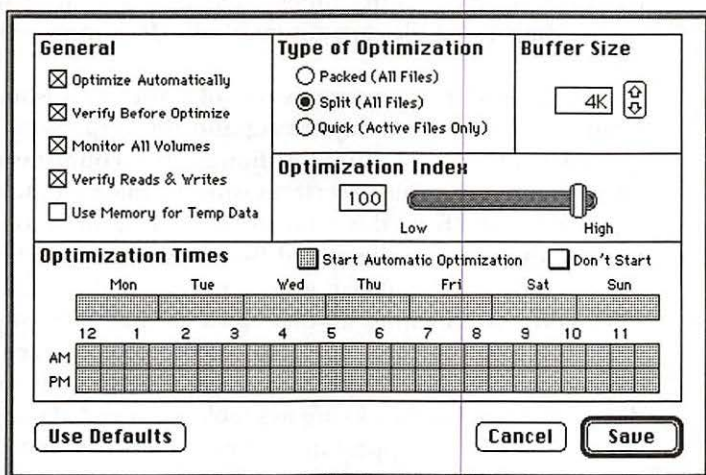 General
Optimize Automatically
Verify Before Optimize
Monitor All Volumes
Verify Reads & Writes
Use Memory for Temp Data
Type of Optimization
Packed (All Files)
Split (All Files)
Quick (Active Files Only)
Buffer Size
4K
Optimization Index
100
Low High
Optimization Times
Start Automatic Optimization Don't Start
Mon Tue Wed Thu Fri Sat Sun
12 1 2 3 4 5 6 7 8 9 10 11
AM
PM
Use Defaults Cancel Save